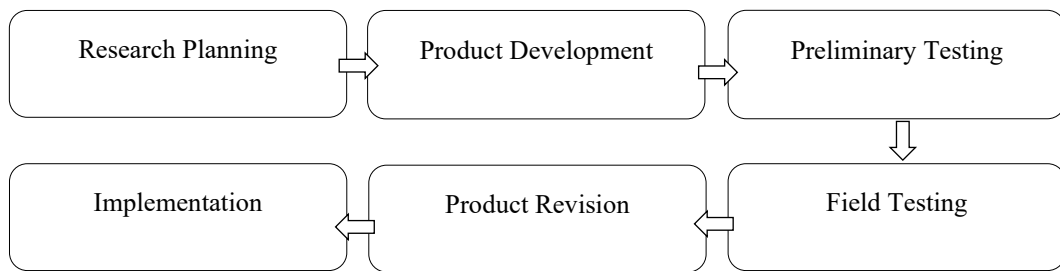 Research Planning
Product Development
Preliminary Testing
Field Testing
Product Revision
Implementation